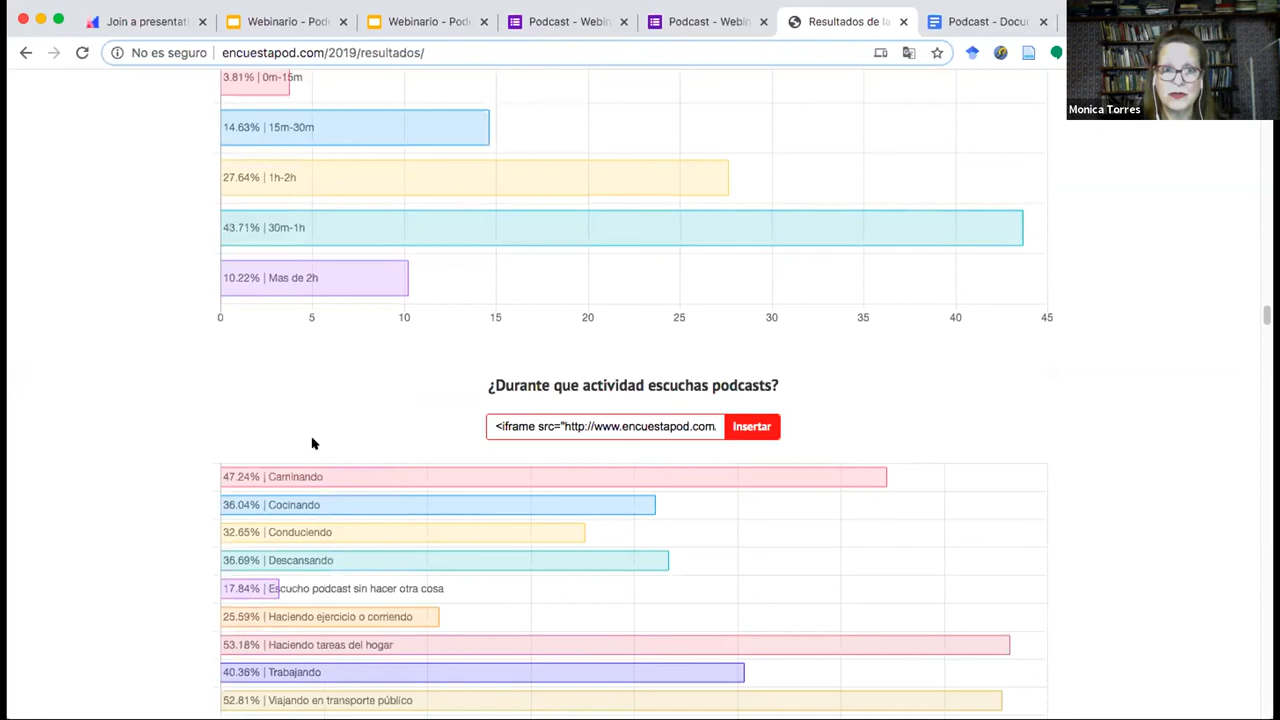 Join a presentati
Webinario - Pod
Webinario - Pod
Podcast - Webin
Podcast - Webin
Resultados de la
Podcast - Docu
No es seguro
encuestapod.com/2019/resultados/
Monica Torres
3.81% | 0m-15m
14.63% | 15m-30m
27.64% | 1h-2h
43.71% | 30m-1h
10.22% | Mas de 2h
0 5 10 15 20 25 30 35 40 45
¿Durante que actividad escuchas podcasts?
<iframe src="http://www.encuestapod.com. Insertar
47.24% | Caminando
36.04% | Cocinando
32.65% | Conduciendo
36.69% | Descansando
17.84% | Escucho podcast sin hacer otra cosa
25.59% | Haciendo ejercicio o corriendo
53.18% | Haciendo tareas del hogar
40.36% | Trabajando
52.81% | Viajando en transporte público